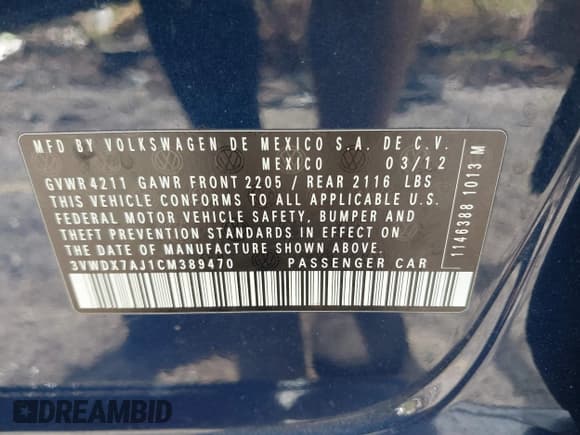 MFD BY VOLKSWAGEN DE MEXICO S.A. DE C.V.
MEXICO 03/12
GVWR 4211 GAWR FRONT 2205 / REAR 2116 LBS
THIS VEHICLE CONFORMS TO ALL APPLICABLE U.S.
FEDERAL MOTOR VEHICLE SAFETY, BUMPER AND
THEFT PREVENTION STANDARDS IN EFFECT ON
THE DATE OF MANUFACTURE SHOWN ABOVE.
3VWDX7AJ1CM389470 PASSENGER CAR
1146388 1013 M
DREAMBID